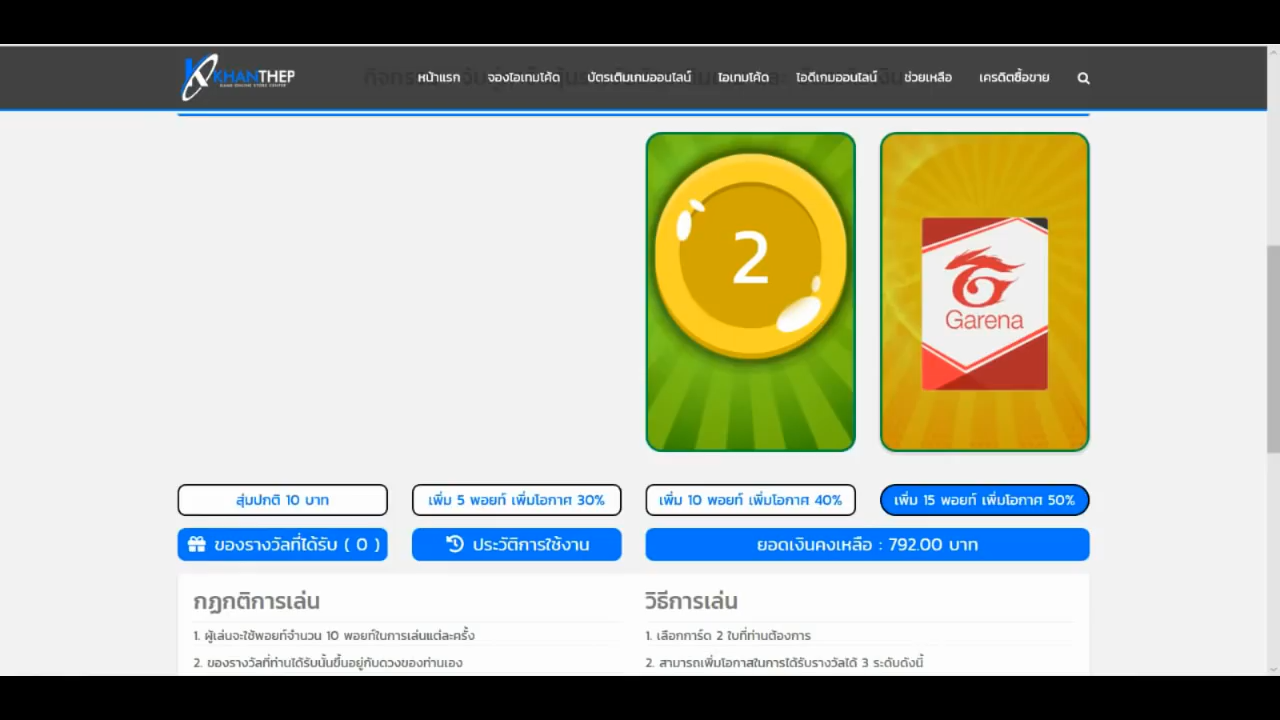 KHANTHEP
GAME ONLINE STORE CENTER
หน้าแรก
จองไอเทมโค้ด
บัตรเติมเกมออนไลน์
ไอเทมโค้ด
ไอดีเกมออนไลน์
ช่วยเหลือ
เครดิตซื้อขาย
2
Garena
สุ่มปกติ 10 บาท
เพิ่ม 5 พอยท์ เพิ่มโอกาศ 30%
เพิ่ม 10 พอยท์ เพิ่มโอกาศ 40%
เพิ่ม 15 พอยท์ เพิ่มโอกาศ 50%
ของรางวัลที่ได้รับ ( 0 )
ประวัติการใช้งาน
ยอดเงินคงเหลือ : 792.00 บาท
กฎกติการเล่น
1. ผู้เล่นจะใช้พอยท์จำนวน 10 พอยท์ในการเล่นแต่ละครั้ง
2. ของรางวัลที่ท่านได้รับนั้นขึ้นอยู่กับดวงของท่านเอง
วิธีการเล่น
1. เลือกการ์ด 2 ใบที่ท่านต้องการ
2. สามารถเพิ่มโอกาสในการได้รับรางวัลได้ 3 ระดับดังนี้